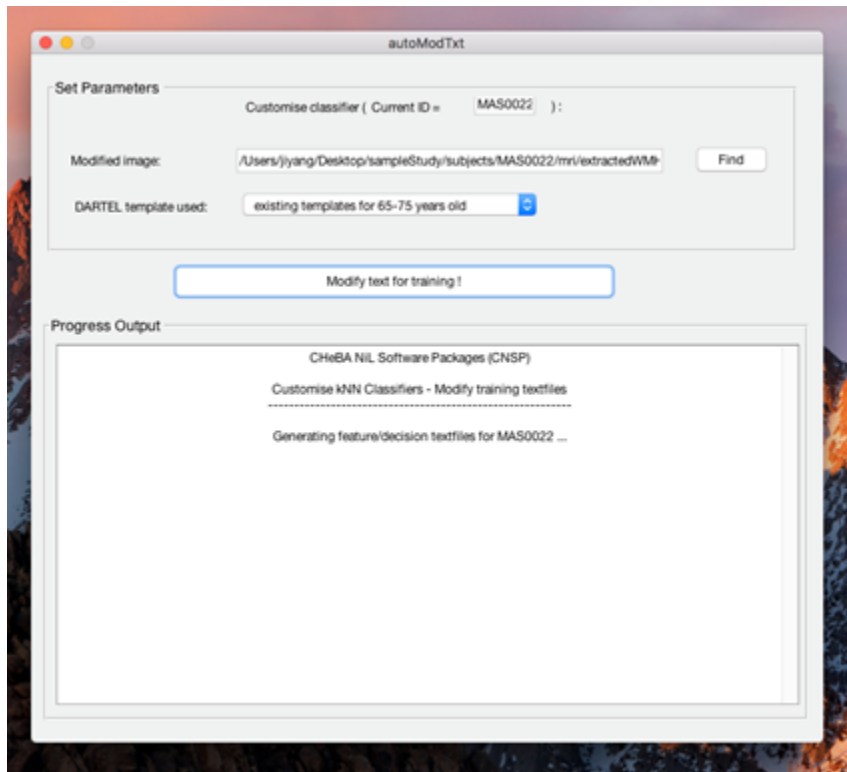 autoModTxt
Set Parameters
Customise classifier ( Current ID = MAS0022 ) :
Modified image: /Users/jiyang/Desktop/sampleStudy/subjects/MAS0022/mri/extractedWMH Find
DARTEL template used: existing templates for 65-75 years old
Modify text for training !
Progress Output
CHeBA NiL Software Packages (CNSP)
Customise kNN Classifiers - Modify training textfiles
----------------------------------------------------------------------
Generating feature/decision textfiles for MAS0022 ...